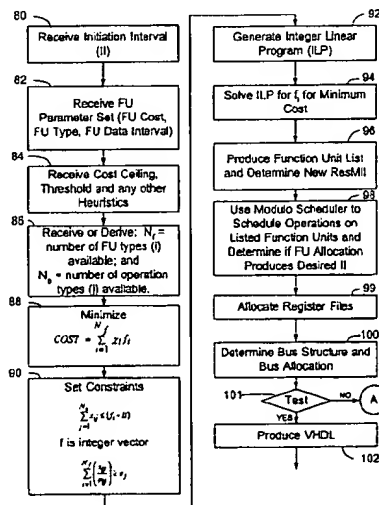 80
Receive Initiation Interval
(II)
82
Receive FU
Parameter Set (FU Cost,
FU Type, FU Data Interval)
84
Receive Cost Ceiling,
Threshold and any other
Heuristics
86
Receive or Derive; N_f =
number of FU types (i)
available; and
N_o = number of operation
types (j) available.
88
Minimize
COST =
90
Set Constraints
f is integer vector
92
Generate Integer Linear
Program (ILP)
94
Solve ILP for f_i for Minimum
Cost
96
Produce Function Unit List
and Determine New ResMII
98
Use Modulo Scheduler to
Schedule Operations on
Listed Function Units and
Determine if FU Allocation
Produces Desired II
99
Allocate Register Files
100
Determine Bus Structure and
Bus Allocation
101
Test
NO
A
YES
Produce VHDL
102